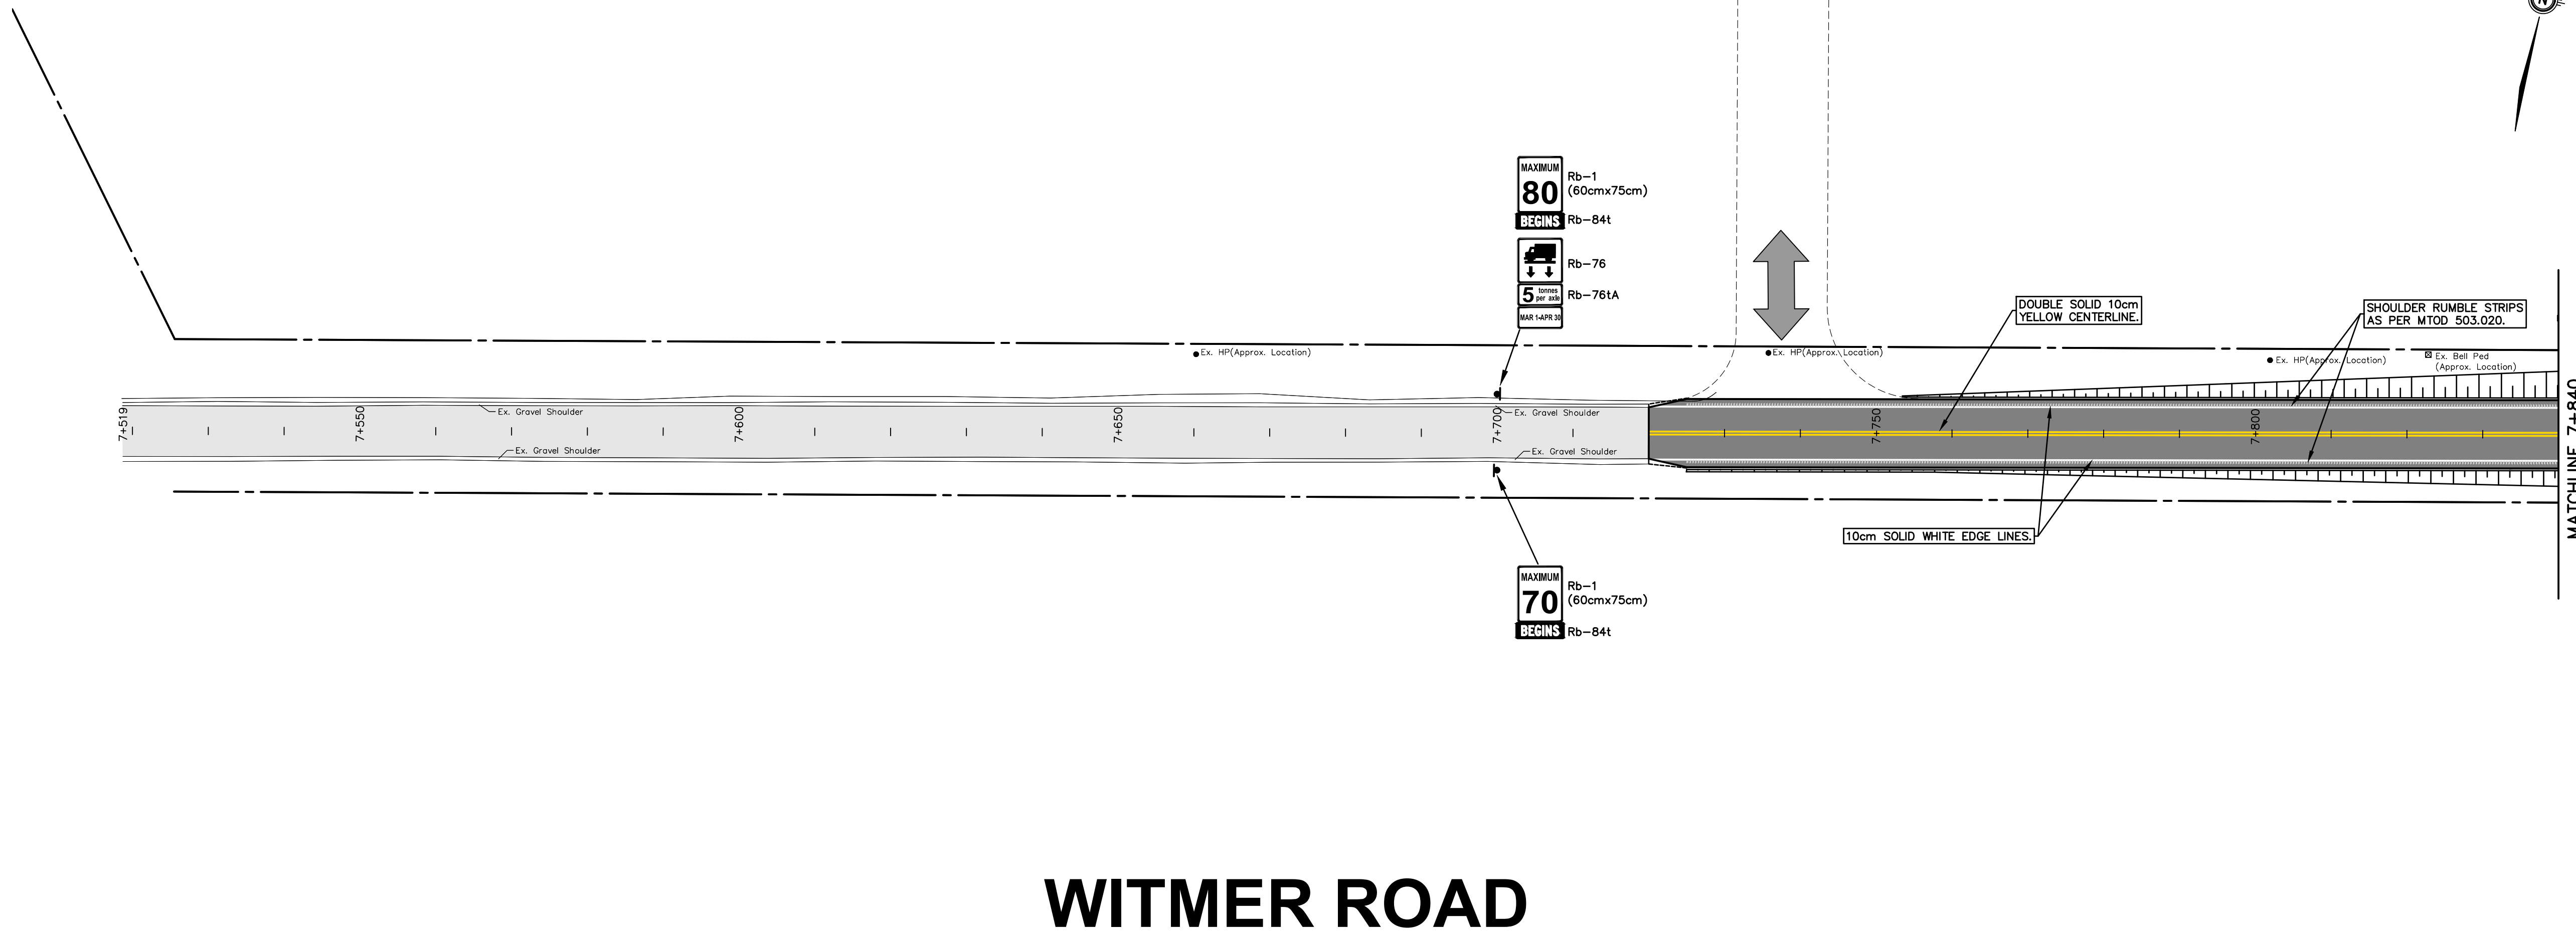 N
MAXIMUM
80
BEGINS
Rb-1
(60cmx75cm)
Rb-84t
Rb-76
5 tonnes
per axle
Rb-76tA
MAR 1-APR 30
DOUBLE SOLID 10cm
YELLOW CENTERLINE.
SHOULDER RUMBLE STRIPS
AS PER MTOD 503.020.
Ex. HP(Approx. Location)
Ex. HP(Approx. Location)
Ex. HP(Approx. Location)
Ex. Bell Ped
(Approx. Location)
Ex. Gravel Shoulder
Ex. Gravel Shoulder
7+519
7+550
7+600
7+650
7+700
7+750
7+800
MATCHLINE 7+840
Ex. Gravel Shoulder
Ex. Gravel Shoulder
10cm SOLID WHITE EDGE LINES.
MAXIMUM
70
BEGINS
Rb-1
(60cmx75cm)
Rb-84t
WITMER ROAD